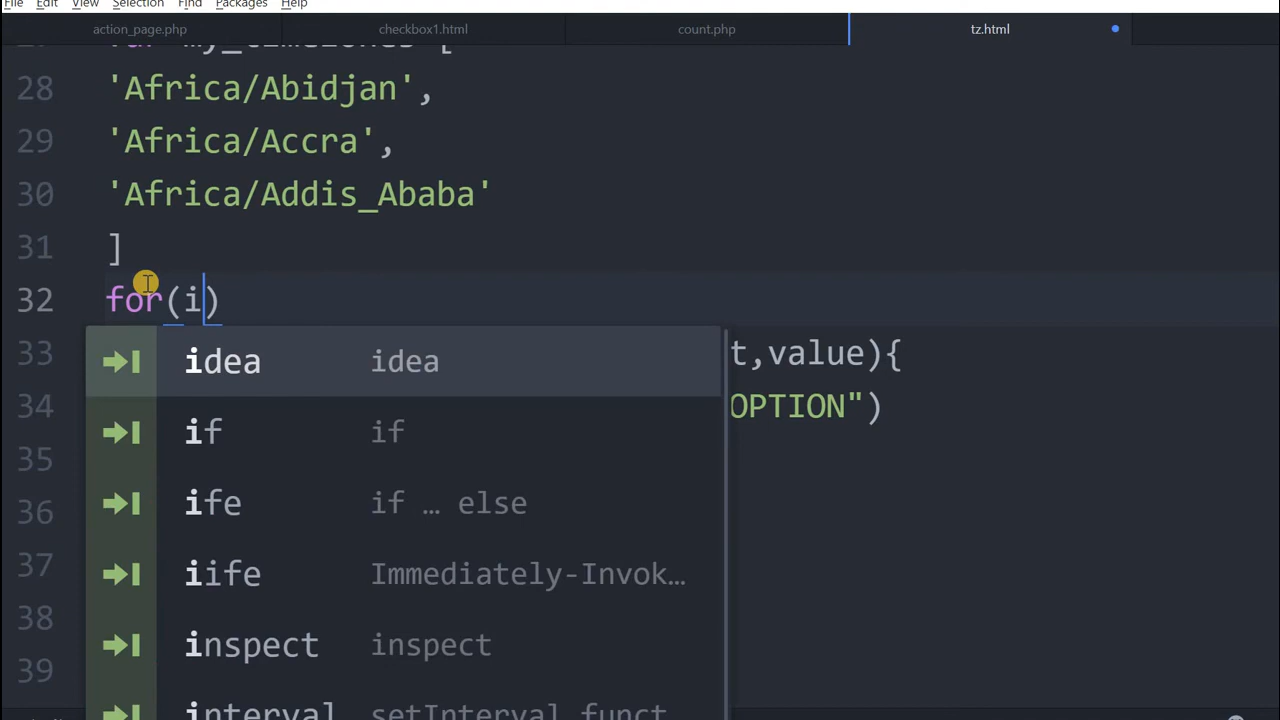 File Edit View Selection Find Packages Help
action_page.php checkbox1.html count.php tz.html
var my_timezones [
28 'Africa/Abidjan',
29 'Africa/Accra',
30 'Africa/Addis_Ababa'
31 ]
32 for(i)
33 t,value){
34 OPTION")
35
36
37
38
39
idea idea
if if
ife if … else
iife Immediately-Invok…
inspect inspect
interval setInterval funct